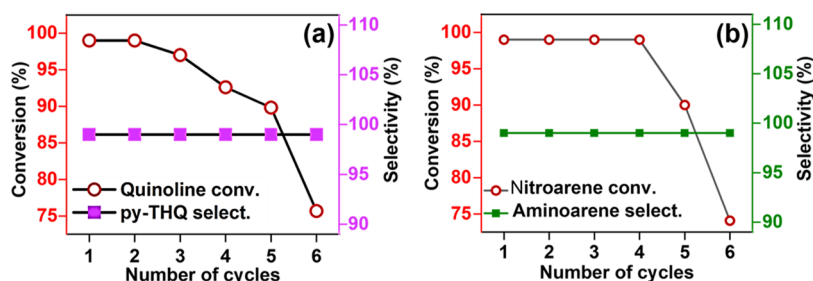 (a)
Conversion (%)
100
95
90
85
80
75
110
105
100
95
90
Selectivity (%)
Quinoline conv.
py-THQ select.
1 2 3 4 5 6
Number of cycles
(b)
Conversion (%)
100
95
90
85
80
75
110
105
100
95
90
Selectivity (%)
Nitroarene conv.
Aminoarene select.
1 2 3 4 5 6
Number of cycles